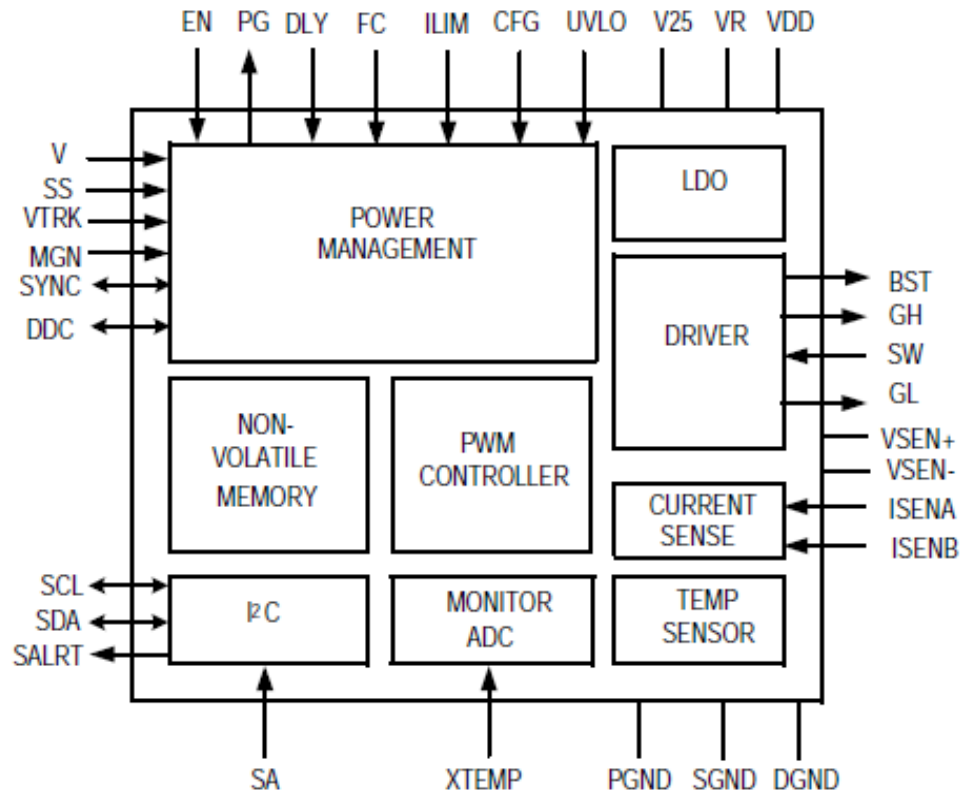 EN PG DLY FC ILIM CFG UVLO V25 VR VDD
V
SS
VTRK
MGN
SYNC
DDC
POWER
MANAGEMENT
LDO
DRIVER
BST
GH
SW
GL
VSEN+
VSEN-
ISENA
ISENB
NON-
VOLATILE
MEMORY
PWM
CONTROLLER
CURRENT
SENSE
SCL
SDA
SALRT
I²C
MONITOR
ADC
TEMP
SENSOR
SA XTEMP PGND SGND DGND